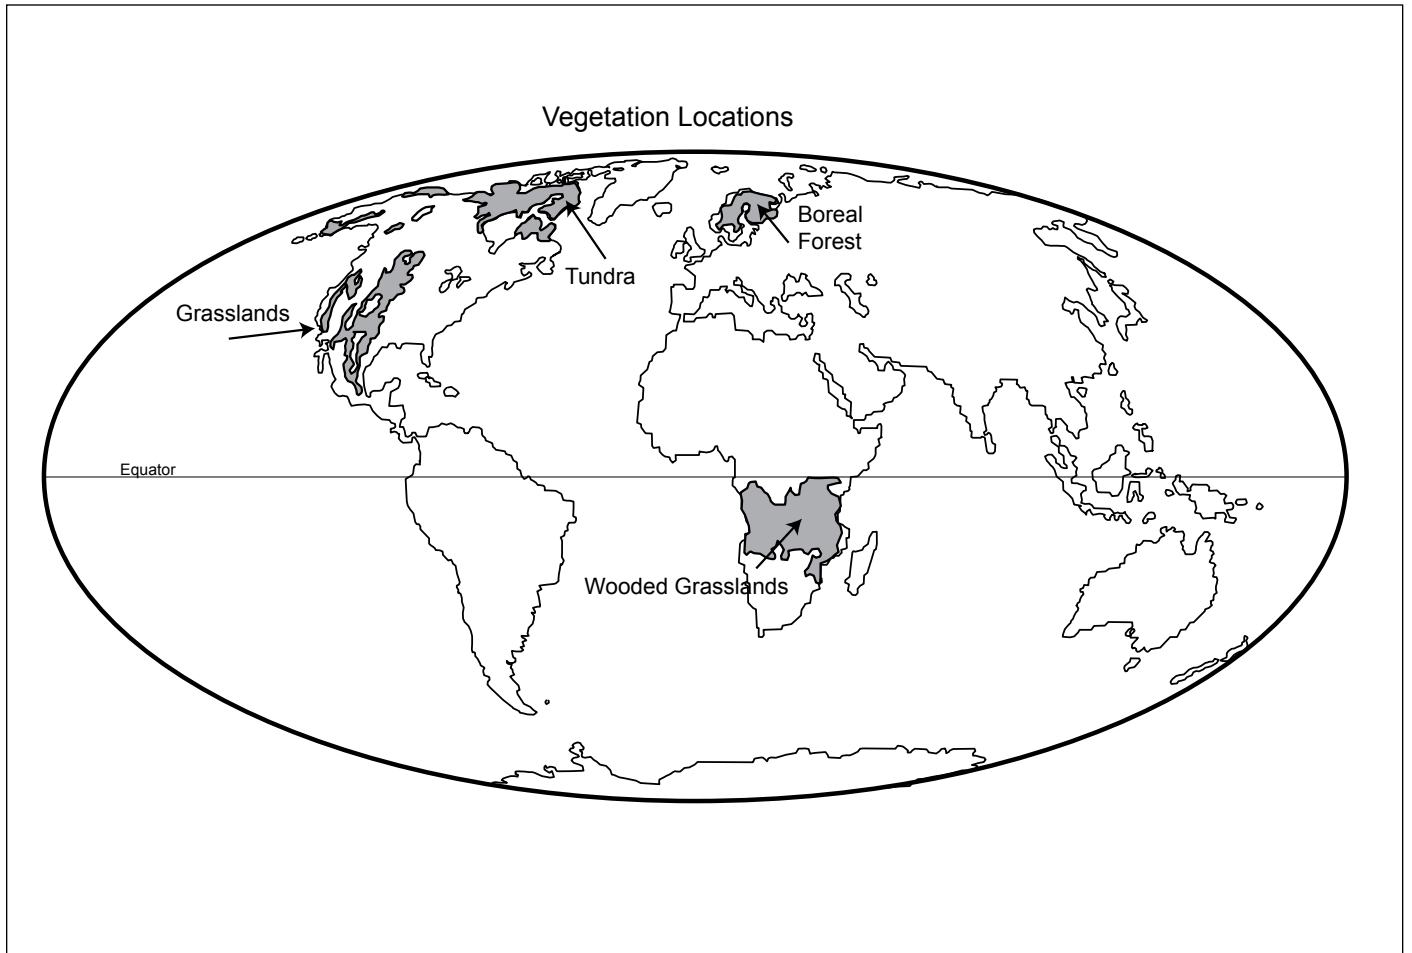 Vegetation Locations
Boreal
Forest
Tundra
Grasslands
Equator
Wooded Grasslands